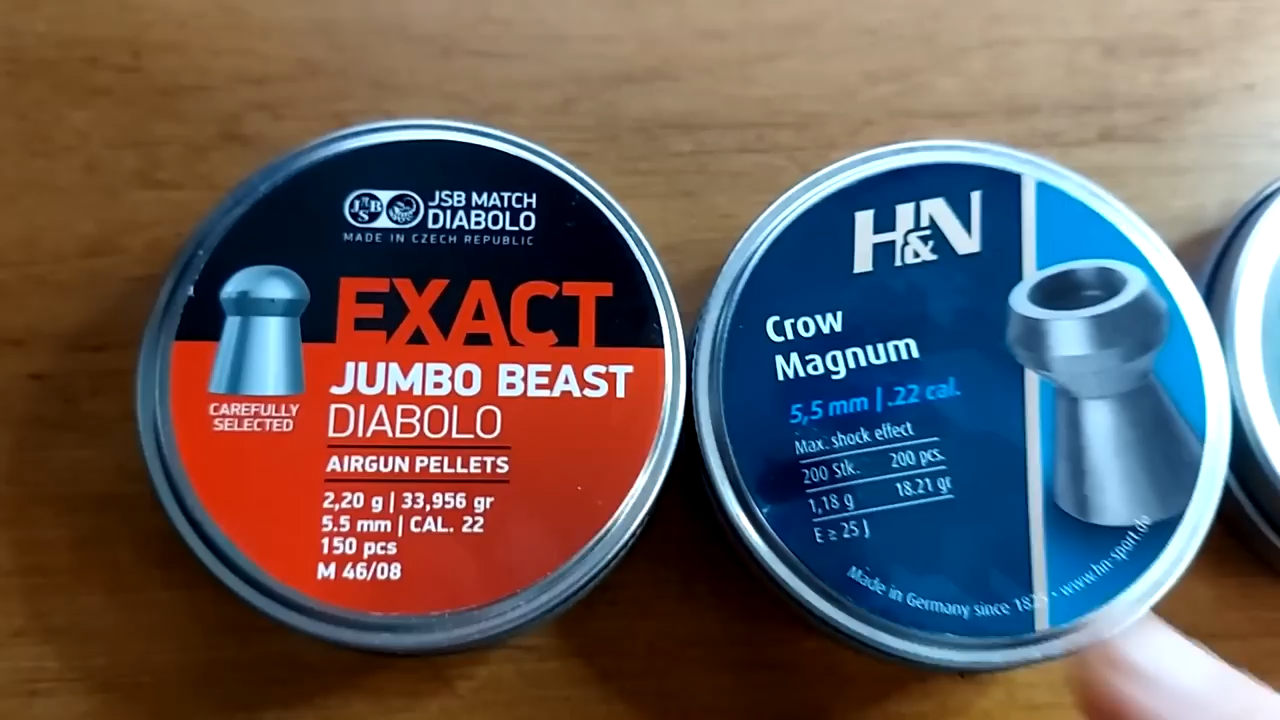 JSB
JSB MATCH
DIABOLO
MADE IN CZECH REPUBLIC
EXACT
JUMBO BEAST
DIABOLO
CAREFULLY
SELECTED
AIRGUN PELLETS
2,20 g | 33,956 gr
5.5 mm | CAL. 22
150 pcs
M 46/08
H&N
Crow
Magnum
5,5 mm | .22 cal.
Max. shock effect
200 Stk. 200 pcs.
1,18 g 18.21 gr
E ≥ 25 J
Made in Germany since • www.hn-sport.de